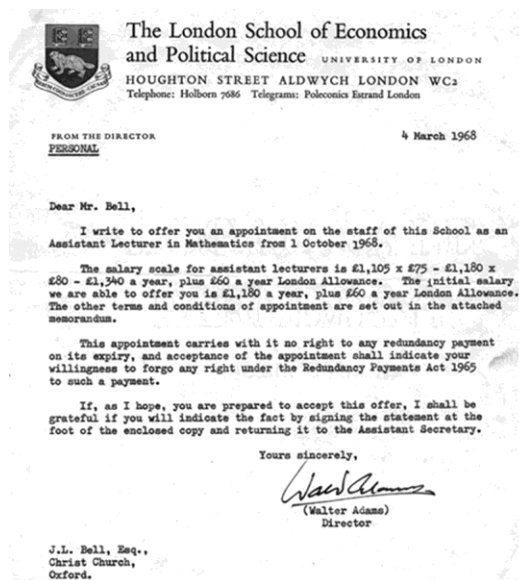 The London School of Economics
and Political Science UNIVERSITY OF LONDON
HOUGHTON STREET ALDWYCH LONDON WC2
Telephone: Holborn 7686 Telegrams: Poleconics Estrand London
FROM THE DIRECTOR
4 March 1968
PERSONAL
Dear Mr. Bell,
I write to offer you an appointment on the staff of this School as an
Assistant Lecturer in Mathematics from 1 October 1968.
The salary scale for assistant lecturers is £1,105 x £75 - £1,180 x
£80 - £1,340 a year, plus £60 a year London Allowance. The initial salary
we are able to offer you is £1,180 a year, plus £60 a year London Allowance.
The other terms and conditions of appointment are set out in the attached
memorandum.
This appointment carries with it no right to any redundancy payment
on its expiry, and acceptance of the appointment shall indicate your
willingness to forgo any right under the Redundancy Payments Act 1965
to such a payment.
If, as I hope, you are prepared to accept this offer, I shall be
grateful if you will indicate the fact by signing the statement at the
foot of the enclosed copy and returning it to the Assistant Secretary.
Yours sincerely,
Walter Adams
(Walter Adams)
Director
J.L. Bell, Esq.,
Christ Church,
Oxford.